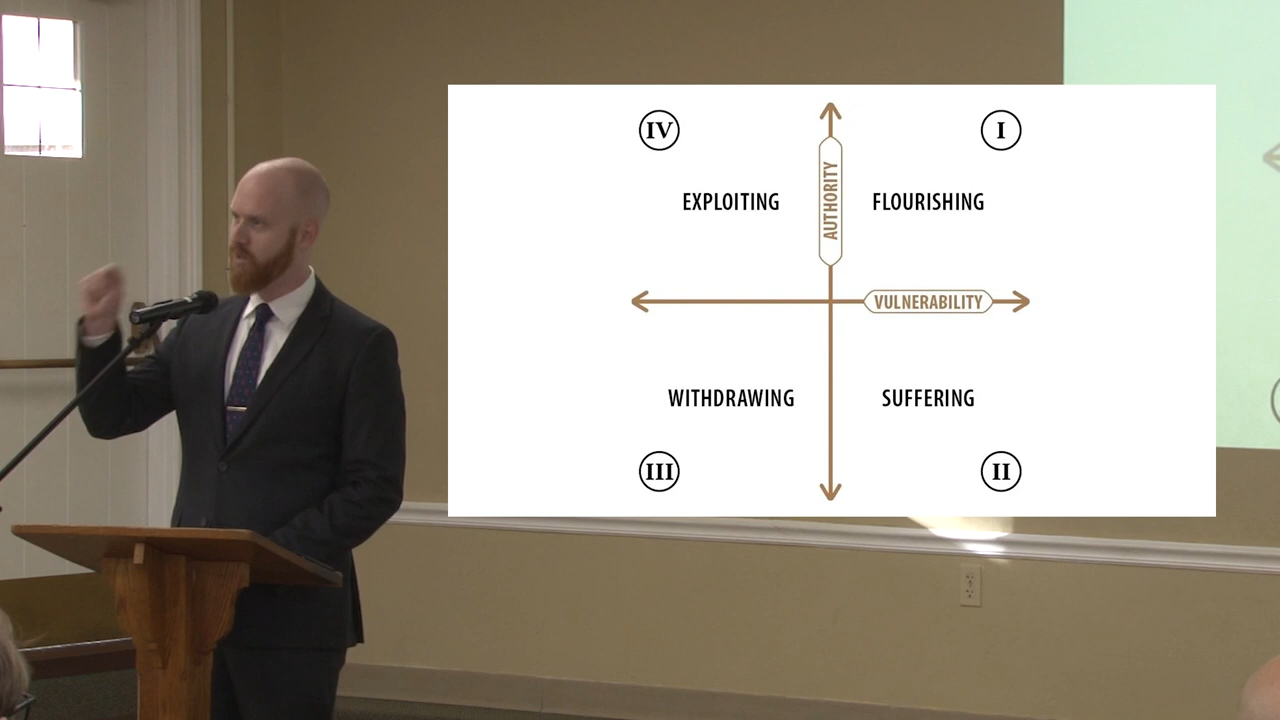 IV
I
EXPLOITING
AUTHORITY
FLOURISHING
VULNERABILITY
WITHDRAWING
SUFFERING
III
II